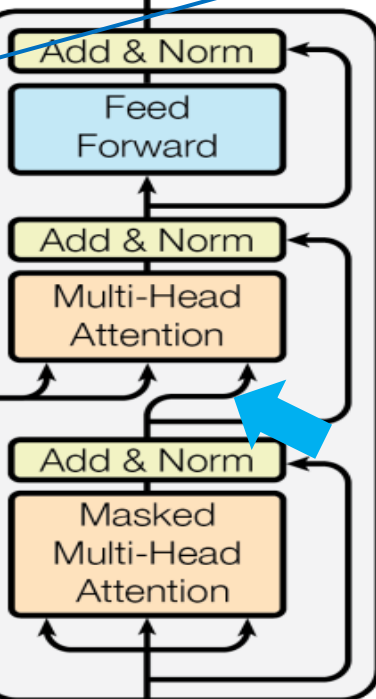 Add & Norm
Feed
Forward
Add & Norm
Multi-Head
Attention
Add & Norm
Masked
Multi-Head
Attention